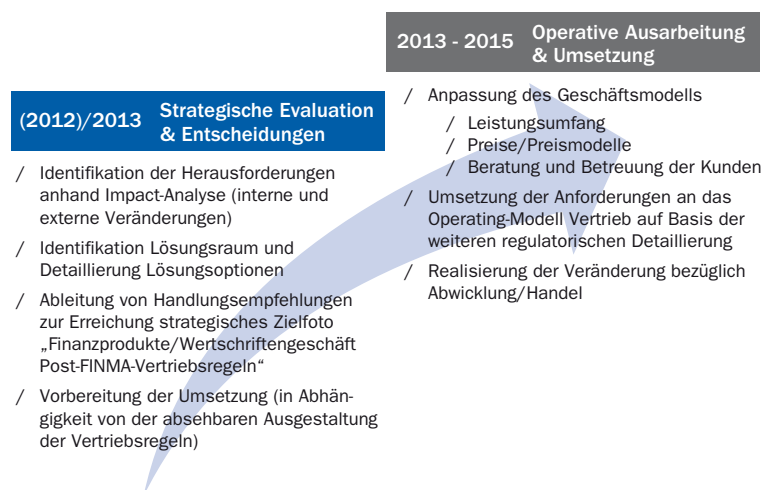 (2012)/2013 Strategische Evaluation
& Entscheidungen
/ Identifikation der Herausforderungen
anhand Impact-Analyse (interne und
externe Veränderungen)
/ Identifikation Lösungsraum und
Detaillierung Lösungsoptionen
/ Ableitung von Handlungsempfehlungen
zur Erreichung strategisches Zielfoto
„Finanzprodukte/Wertschriftengeschäft
Post-FINMA-Vertriebsregeln“
/ Vorbereitung der Umsetzung (in Abhän-
gigkeit von der absehbaren Ausgestaltung
der Vertriebsregeln)
2013 - 2015 Operative Ausarbeitung
& Umsetzung
/ Anpassung des Geschäftsmodells
/ Leistungsumfang
/ Preise/Preismodelle
/ Beratung und Betreuung der Kunden
/ Umsetzung der Anforderungen an das
Operating-Modell Vertrieb auf Basis der
weiteren regulatorischen Detaillierung
/ Realisierung der Veränderung bezüglich
Abwicklung/Handel